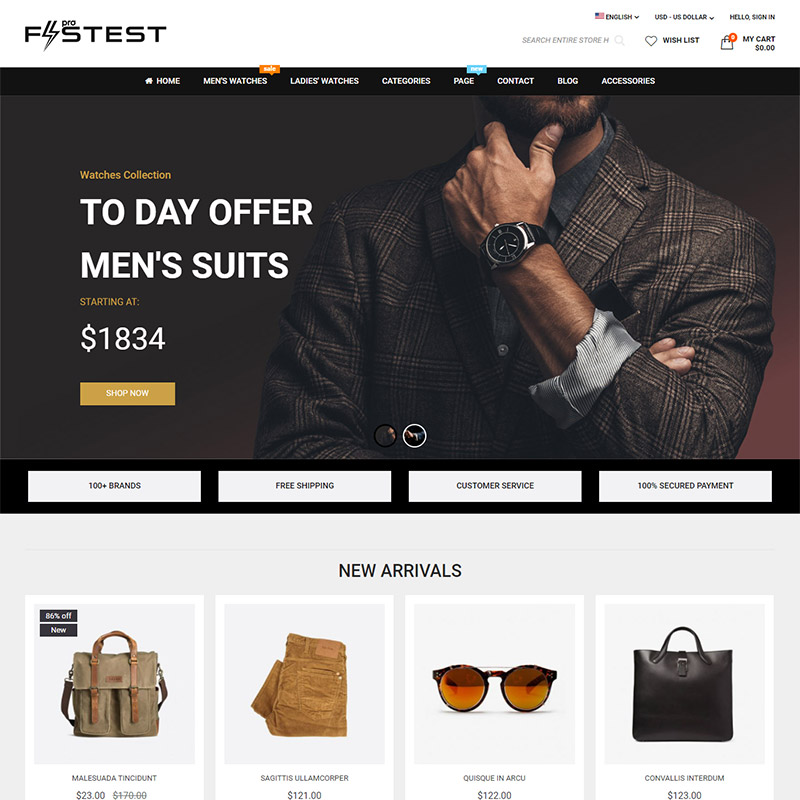 ENGLISH
USD - US DOLLAR
HELLO, SIGN IN
pro
FASTEST
SEARCH ENTIRE STORE H
WISH LIST
0
MY CART
$0.00
sale
new
HOME
MEN'S WATCHES
LADIES' WATCHES
CATEGORIES
PAGE
CONTACT
BLOG
ACCESSORIES
Watches Collection
TO DAY OFFER
MEN'S SUITS
STARTING AT:
$1834
SHOP NOW
100+ BRANDS
FREE SHIPPING
CUSTOMER SERVICE
100% SECURED PAYMENT
NEW ARRIVALS
86% off
New
MALESUADA TINCIDUNT
$23.00 $170.00
SAGITTIS ULLAMCORPER
$121.00
QUISQUE IN ARCU
$122.00
CONVALLIS INTERDUM
$123.00